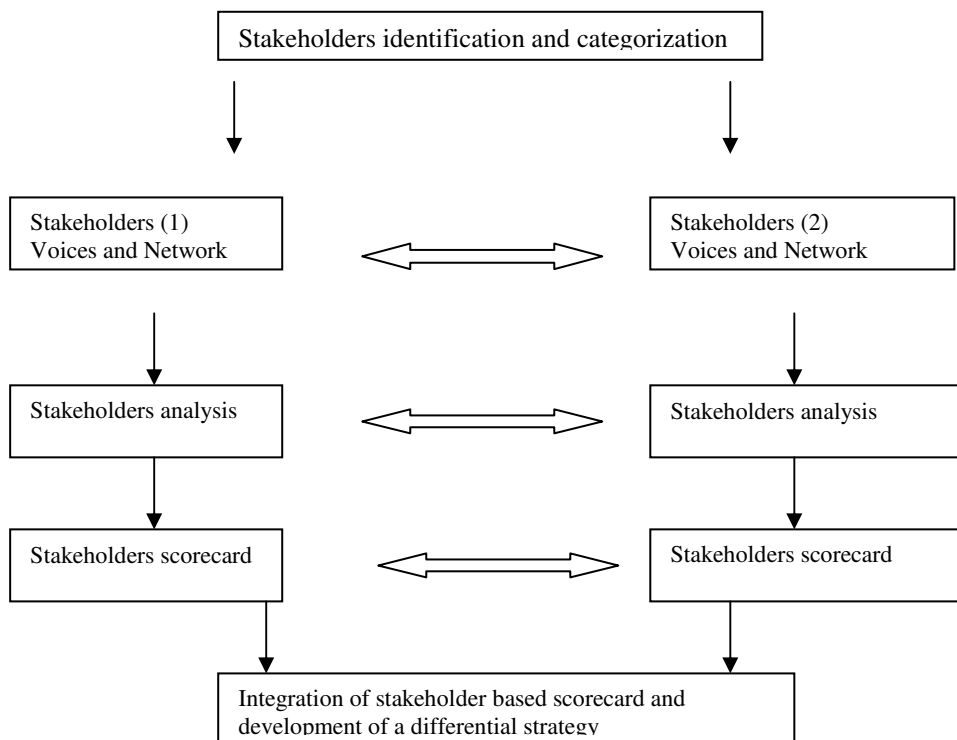 Stakeholders identification and categorization
Stakeholders (1)
Voices and Network
Stakeholders (2)
Voices and Network
Stakeholders analysis
Stakeholders analysis
Stakeholders scorecard
Stakeholders scorecard
Integration of stakeholder based scorecard and
development of a differential strategy